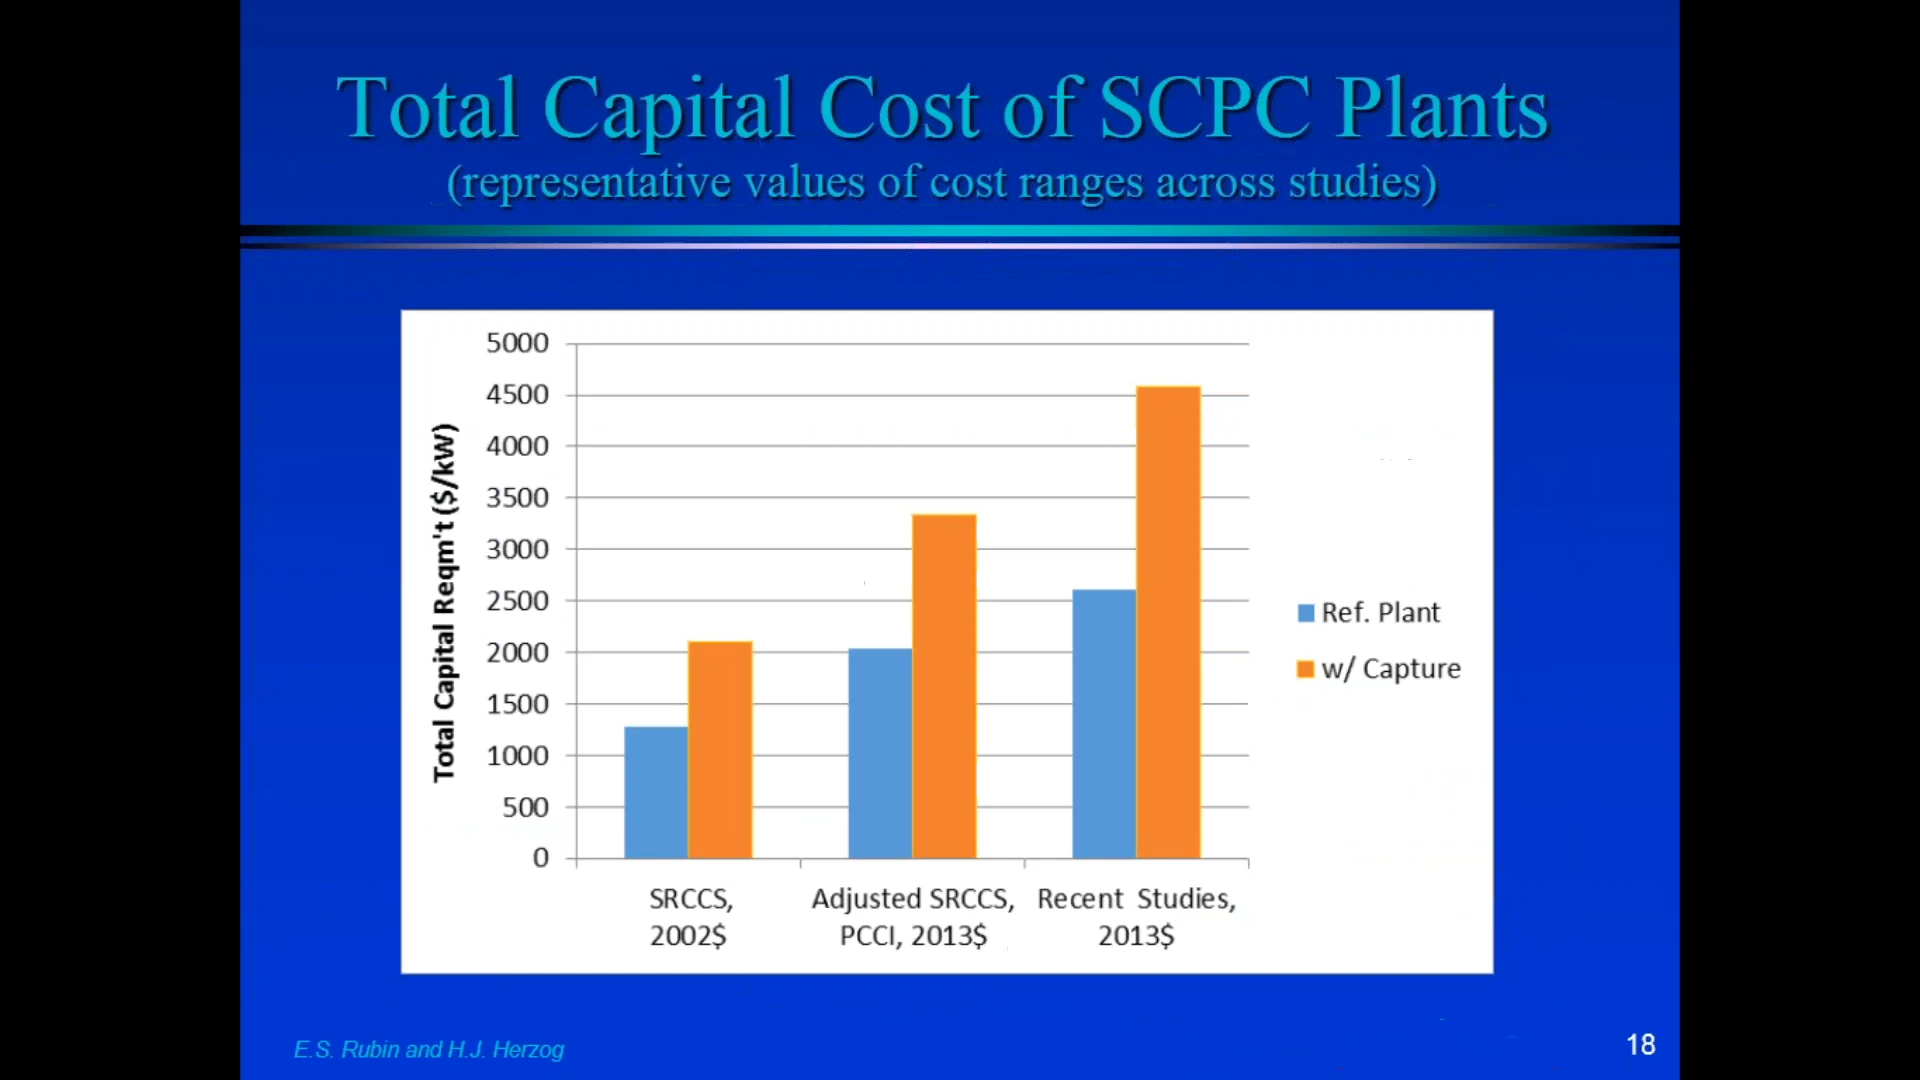 Total Capital Cost of SCPC Plants
(representative values of cost ranges across studies)
Total Capital Reqm't ($/kW)
5000
4500
4000
3500
3000
2500
2000
1500
1000
500
0
SRCCS,
2002$
Adjusted SRCCS,
PCCI, 2013$
Recent Studies,
2013$
Ref. Plant
w/ Capture
E.S. Rubin and H.J. Herzog
18